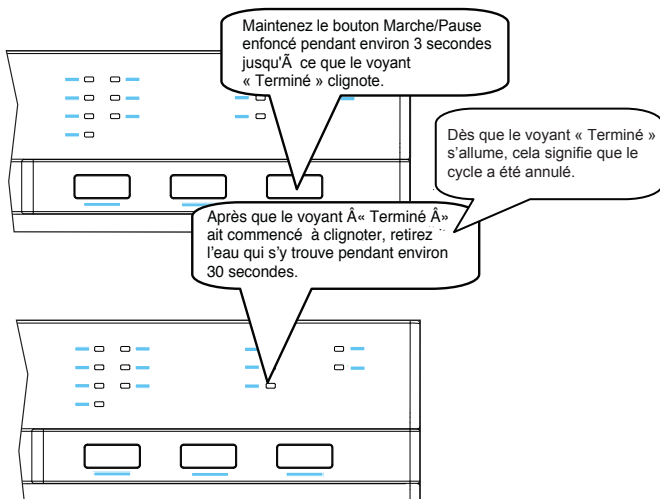 Maintenez le bouton Marche/Pause
enfoncé pendant environ 3 secondes
jusqu'Ã ce que le voyant
« Terminé » clignote.
Dès que le voyant « Terminé »
s'allume, cela signifie que le
cycle a été annulé.
Après que le voyant Â« Terminé Â»
ait commencé à clignoter, retirez
l'eau qui s'y trouve pendant environ
30 secondes.